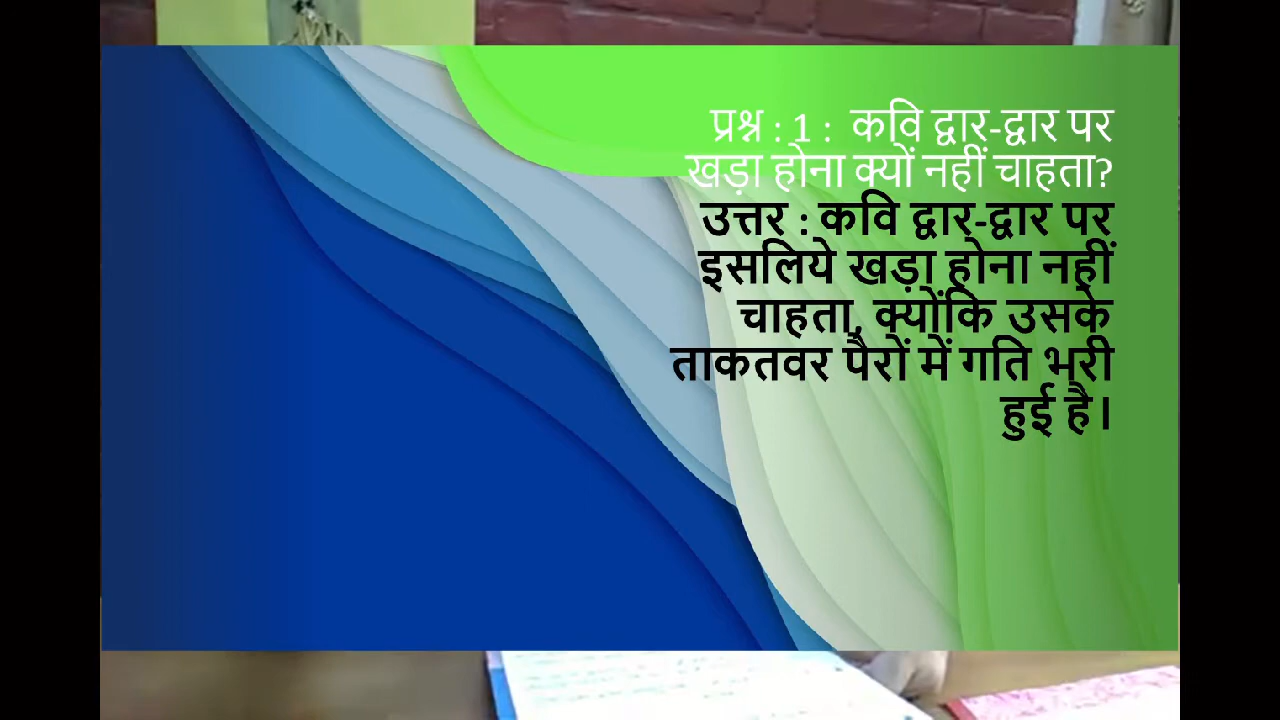 प्रश्न : 1 :  कवि द्वार-द्वार पर
खड़ा होना क्यों नहीं चाहता?
उत्तर : कवि द्वार-द्वार पर
इसलिये खड़ा होना नहीं
चाहता, क्योंकि उसके
ताकतवर पैरों में गति भरी
हुई है।